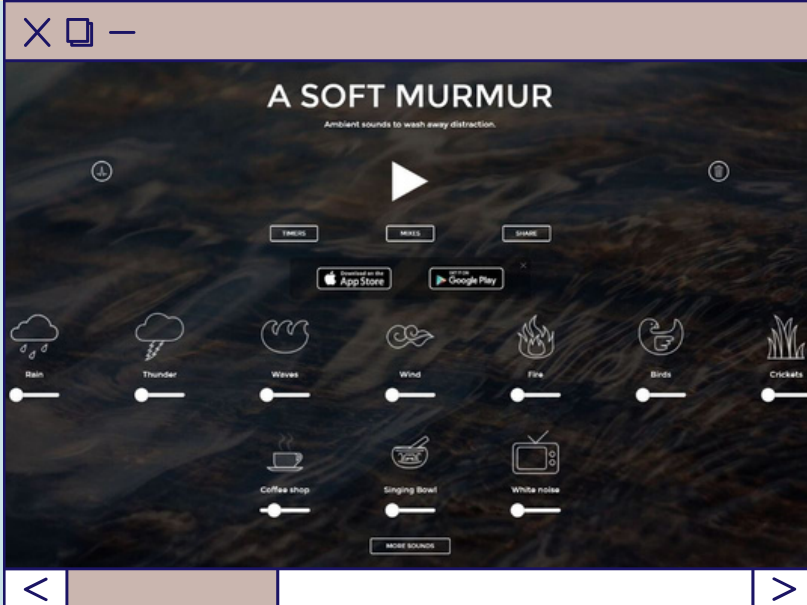 A SOFT MURMUR
Ambient sounds to wash away distraction.
TIMERS MIXES SHARE
Download on the
App Store
GET IT ON
Google Play
Rain Thunder Waves Wind Fire Birds Crickets
Coffee shop Singing Bowl White noise
MORE SOUNDS